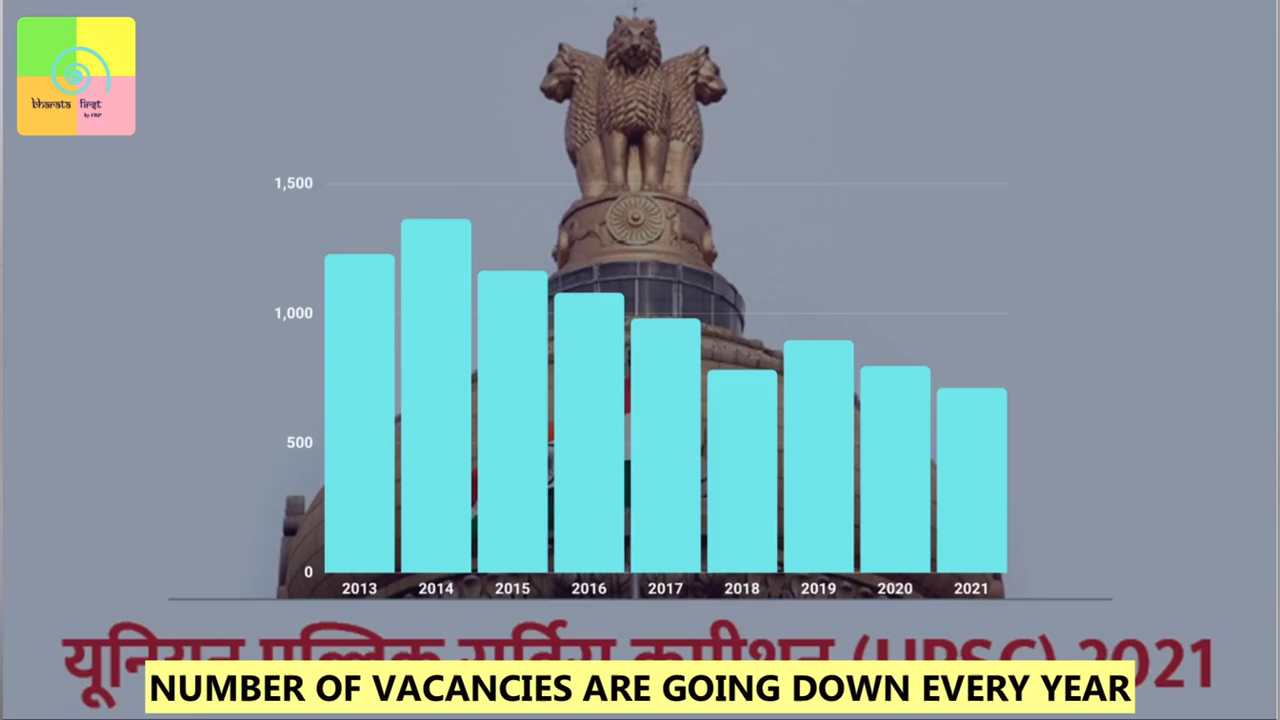 bharata first
by FRP
1,500
1,000
500
0
2013 2014 2015 2016 2017 2018 2019 2020 2021
2021
NUMBER OF VACANCIES ARE GOING DOWN EVERY YEAR